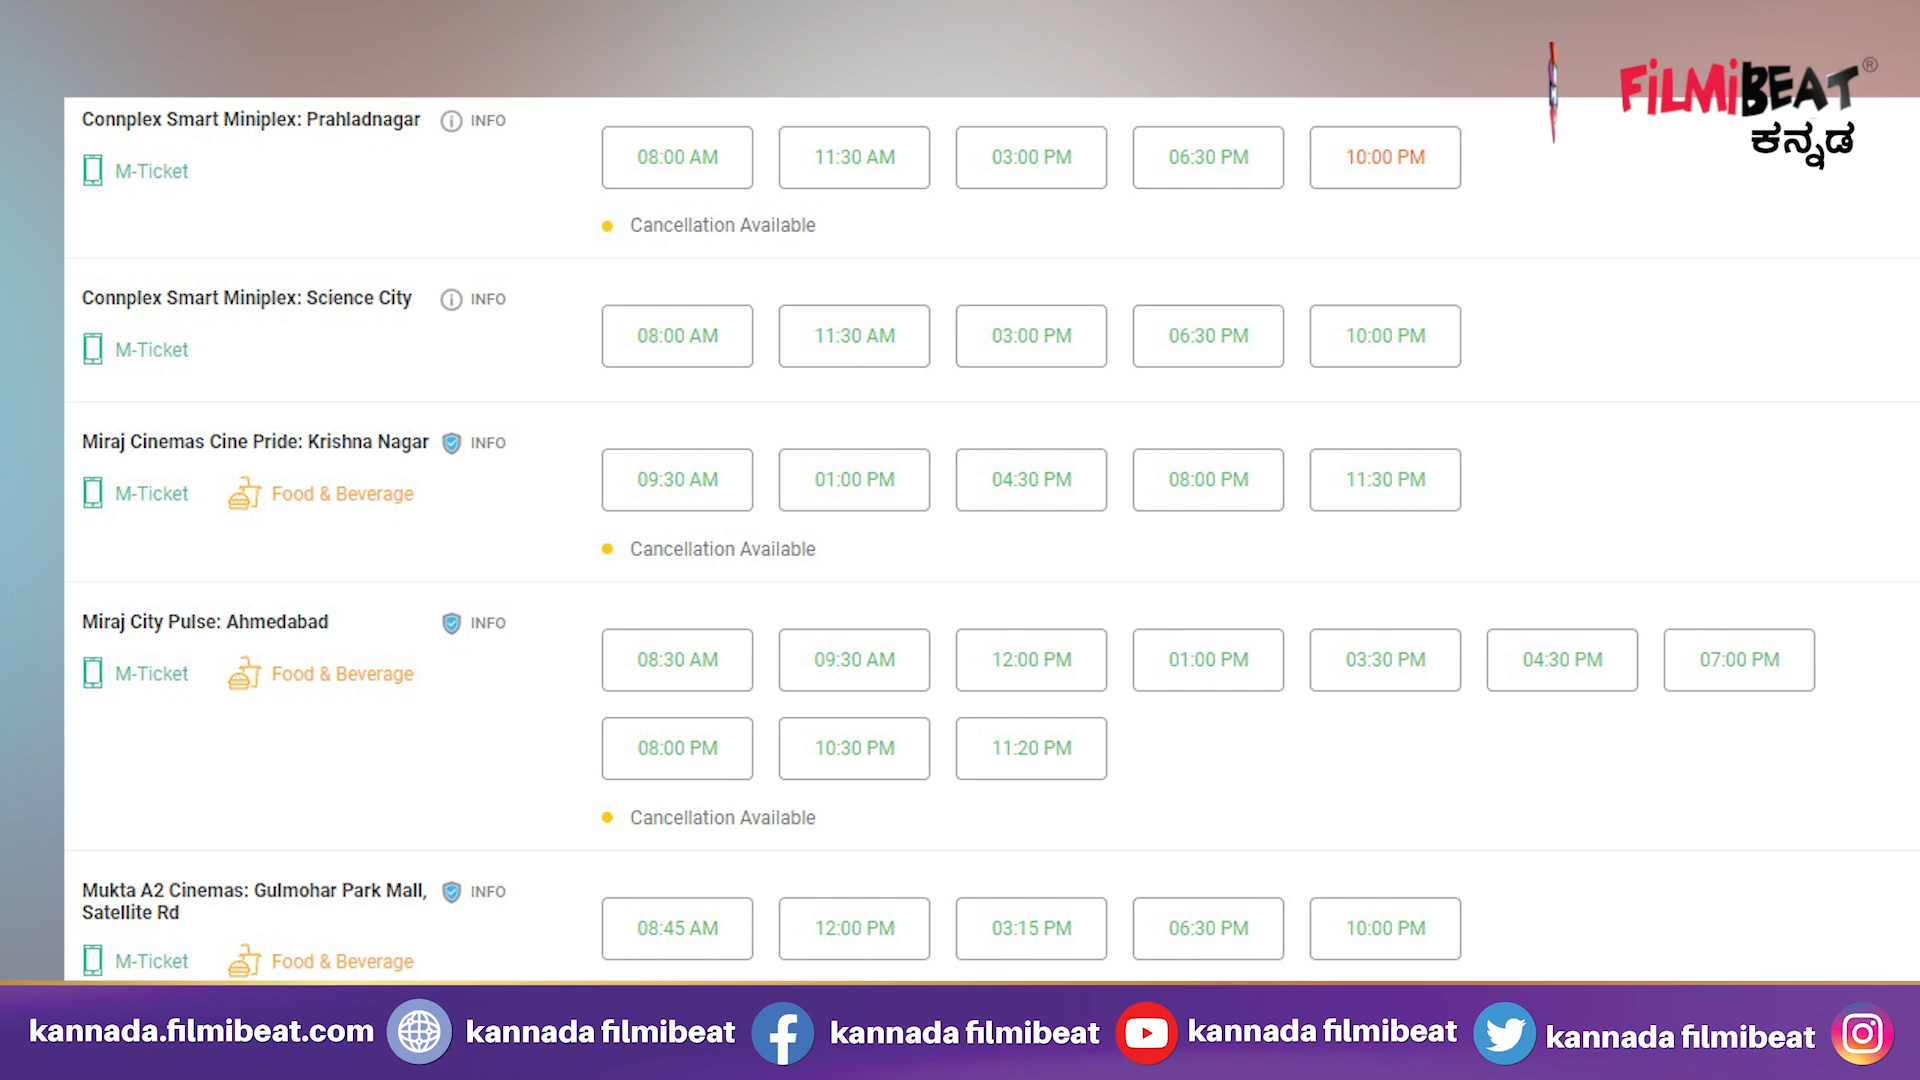 FiLMiBEAT®
ಕನ್ನಡ
Connplex Smart Miniplex: Prahladnagar INFO
M-Ticket
08:00 AM 11:30 AM 03:00 PM 06:30 PM 10:00 PM
Cancellation Available
Connplex Smart Miniplex: Science City INFO
M-Ticket
08:00 AM 11:30 AM 03:00 PM 06:30 PM 10:00 PM
Miraj Cinemas Cine Pride: Krishna Nagar INFO
M-Ticket Food & Beverage
09:30 AM 01:00 PM 04:30 PM 08:00 PM 11:30 PM
Cancellation Available
Miraj City Pulse: Ahmedabad INFO
M-Ticket Food & Beverage
08:30 AM 09:30 AM 12:00 PM 01:00 PM 03:30 PM 04:30 PM 07:00 PM
08:00 PM 10:30 PM 11:20 PM
Cancellation Available
Mukta A2 Cinemas: Gulmohar Park Mall, INFO
Satellite Rd
M-Ticket Food & Beverage
08:45 AM 12:00 PM 03:15 PM 06:30 PM 10:00 PM
kannada.filmibeat.com kannada filmibeat kannada filmibeat kannada filmibeat kannada filmibeat